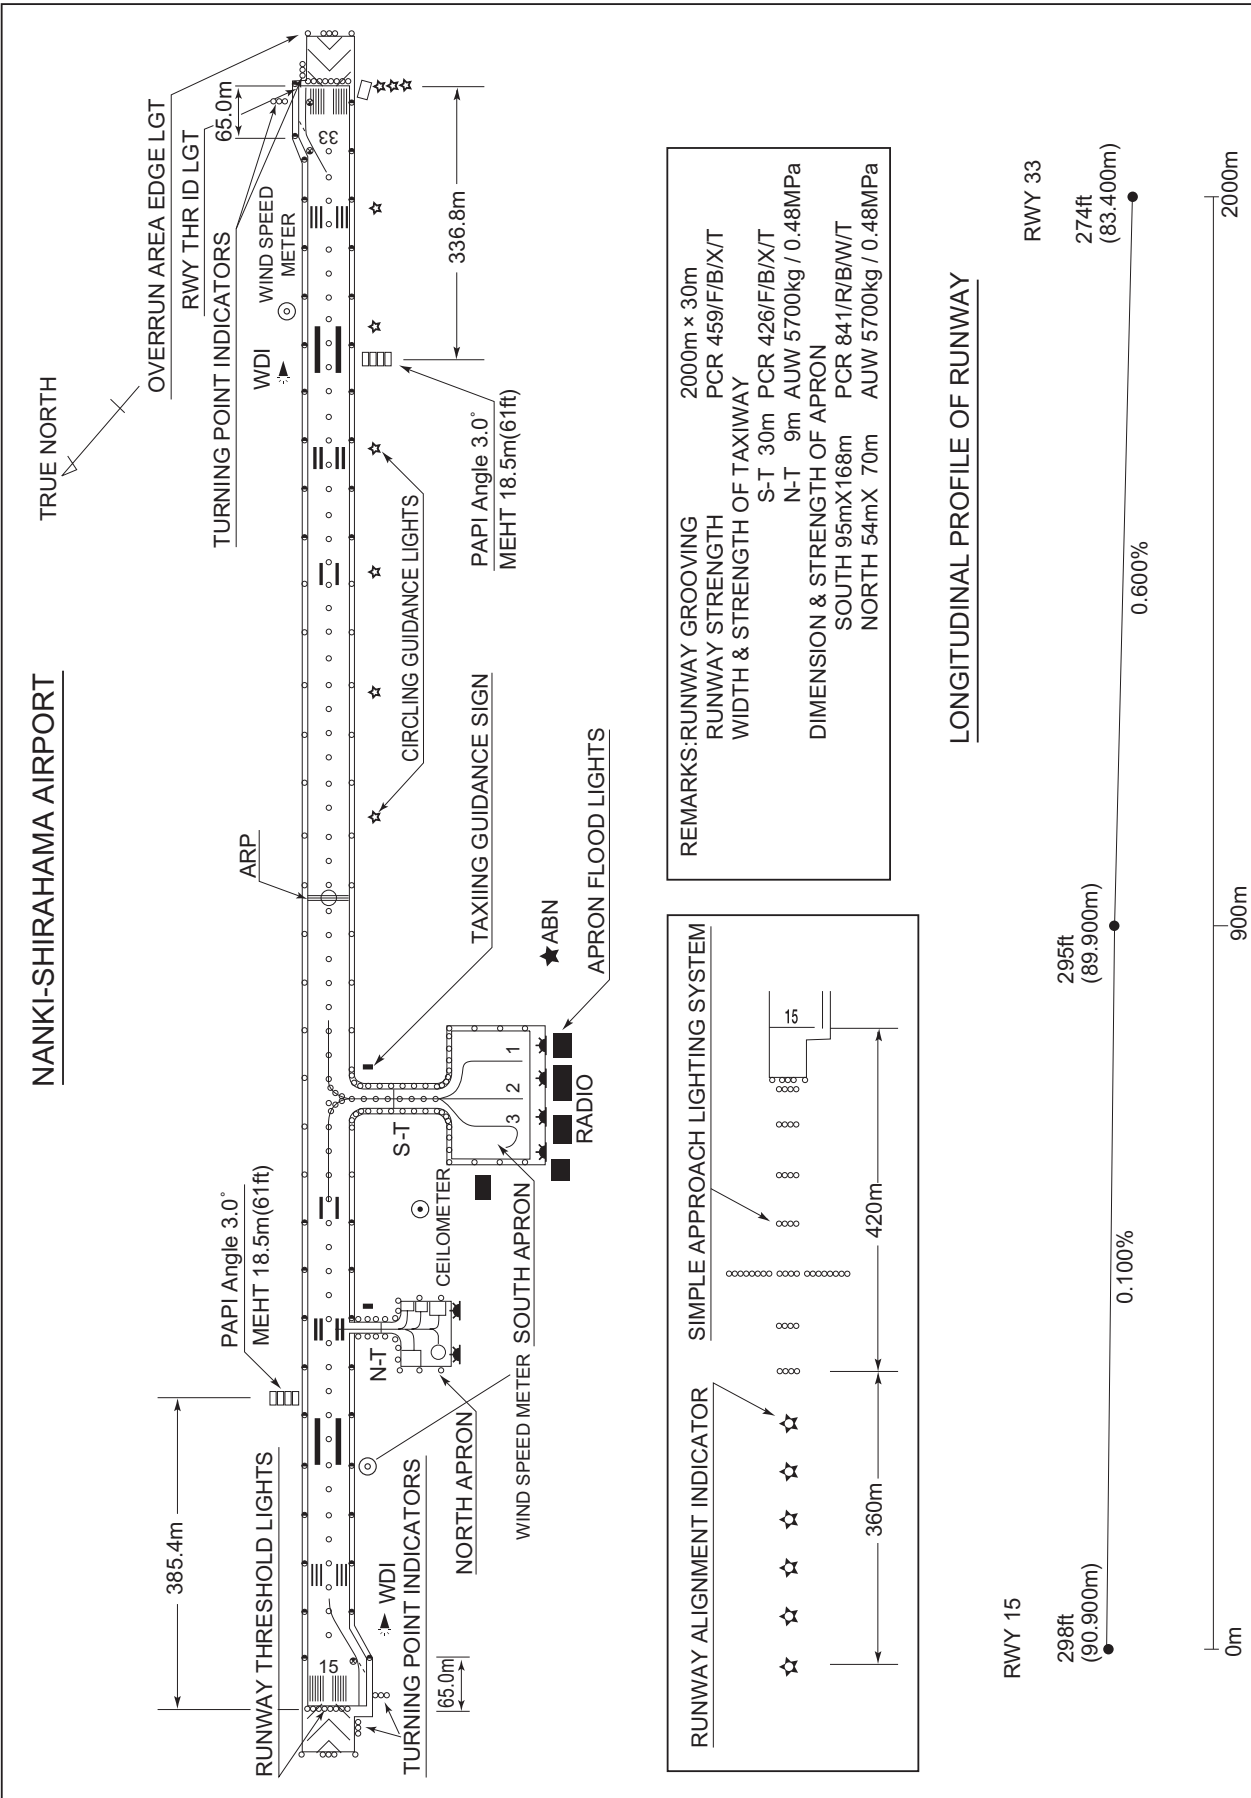 NANKI-SHIRAHAMA AIRPORT
TRUE NORTH
385.4m
PAPI Angle 3.0°
MEHT 18.5m(61ft)
RUNWAY THRESHOLD LIGHTS
ARP
OVERRUN AREA EDGE LGT
RWY THR ID LGT
65.0m
TURNING POINT INDICATORS
WIND SPEED
METER
WDI
15
33
65.0m
WDI
TURNING POINT INDICATORS
N-T
NORTH APRON
CEILOMETER
WIND SPEED METER
SOUTH APRON
S-T
3
2
1
RADIO
TAXIING GUIDANCE SIGN
ABN
APRON FLOOD LIGHTS
CIRCLING GUIDANCE LIGHTS
336.8m
PAPI Angle 3.0°
MEHT 18.5m(61ft)
RUNWAY ALIGNMENT INDICATOR
SIMPLE APPROACH LIGHTING SYSTEM
15
360m
420m
REMARKS:RUNWAY GROOVING 2000m × 30m
RUNWAY STRENGTH PCR 459/F/B/X/T
WIDTH & STRENGTH OF TAXIWAY
S-T 30m PCR 426/F/B/X/T
N-T 9m AUW 5700kg / 0.48MPa
DIMENSION & STRENGTH OF APRON
SOUTH 95mX168m PCR 841/R/B/W/T
NORTH 54mX 70m AUW 5700kg / 0.48MPa
LONGITUDINAL PROFILE OF RUNWAY
RWY 15
RWY 33
298ft
(90.900m)
295ft
(89.900m)
274ft
(83.400m)
0.100%
0.600%
0m
900m
2000m